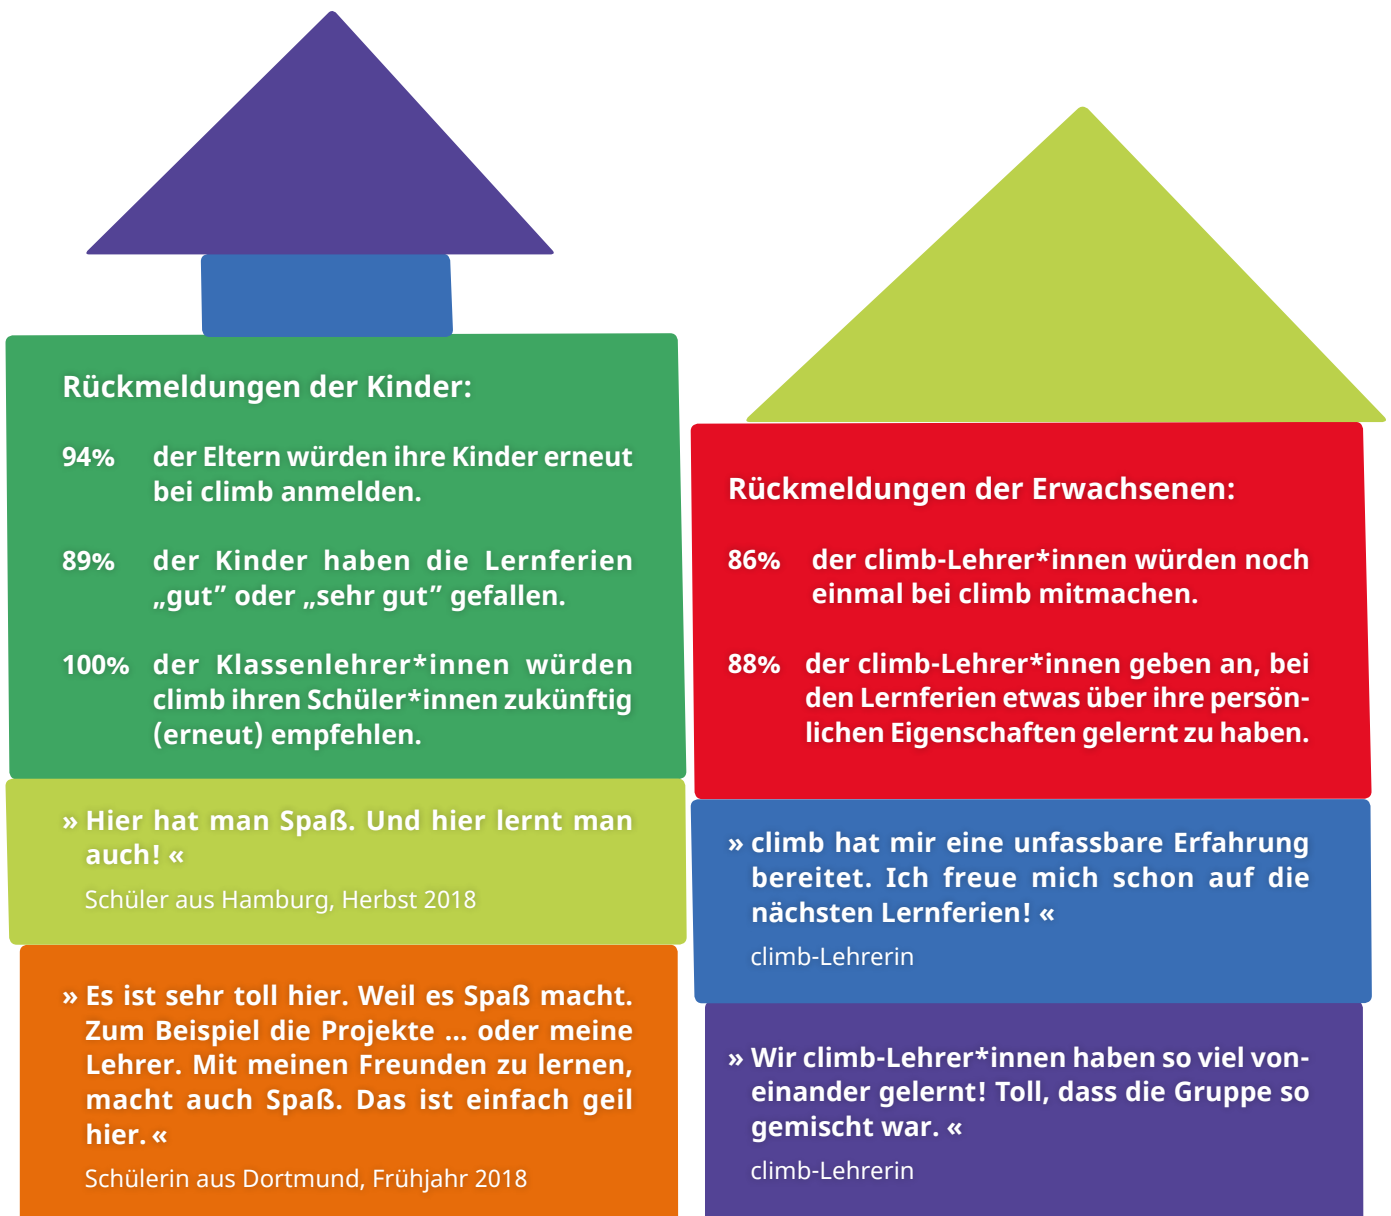 Rückmeldungen der Kinder:
94% der Eltern würden ihre Kinder erneut
bei climb anmelden.
89% der Kinder haben die Lernferien
„gut” oder „sehr gut” gefallen.
100% der Klassenlehrer*innen würden
climb ihren Schüler*innen zukünftig
(erneut) empfehlen.
» Hier hat man Spaß. Und hier lernt man
auch! «
Schüler aus Hamburg, Herbst 2018
» Es ist sehr toll hier. Weil es Spaß macht.
Zum Beispiel die Projekte ... oder meine
Lehrer. Mit meinen Freunden zu lernen,
macht auch Spaß. Das ist einfach geil
hier. «
Schülerin aus Dortmund, Frühjahr 2018
Rückmeldungen der Erwachsenen:
86% der climb-Lehrer*innen würden noch
einmal bei climb mitmachen.
88% der climb-Lehrer*innen geben an, bei
den Lernferien etwas über ihre persön-
lichen Eigenschaften gelernt zu haben.
» climb hat mir eine unfassbare Erfahrung
bereitet. Ich freue mich schon auf die
nächsten Lernferien! «
climb-Lehrerin
» Wir climb-Lehrer*innen haben so viel von-
einander gelernt! Toll, dass die Gruppe so
gemischt war. «
climb-Lehrerin